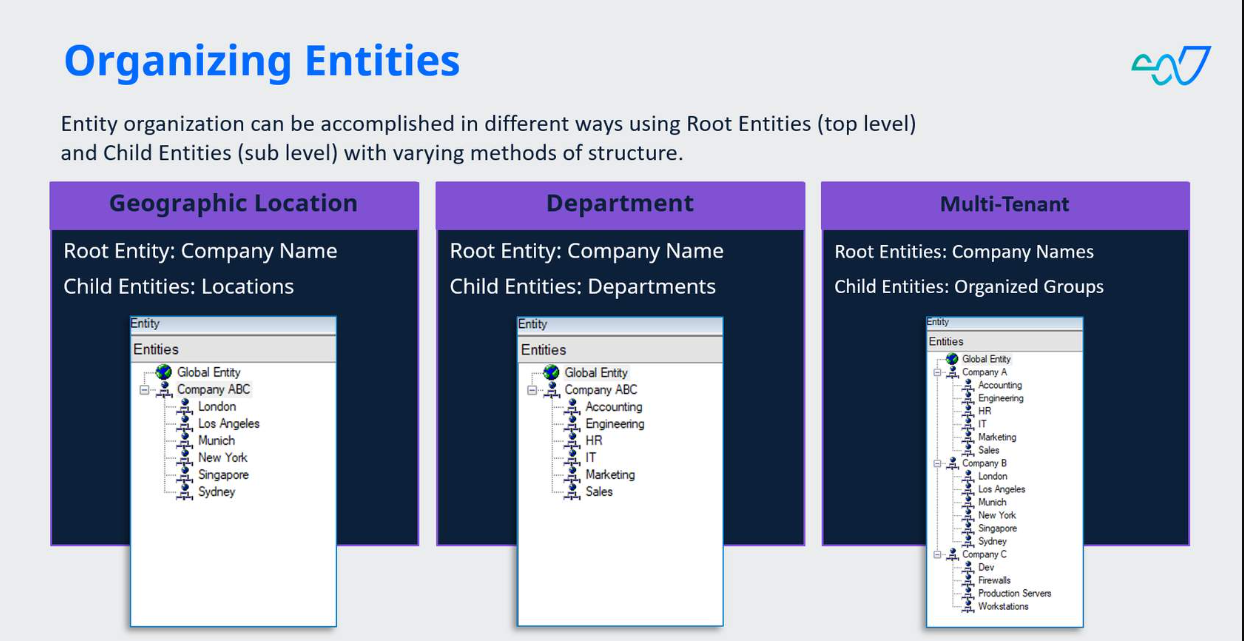 Organizing Entities
Entity organization can be accomplished in different ways using Root Entities (top level)
and Child Entities (sub level) with varying methods of structure.
Geographic Location
Root Entity: Company Name
Child Entities: Locations
Entity
Entities
Global Entity
Company ABC
London
Los Angeles
Munich
New York
Singapore
Sydney
Department
Root Entity: Company Name
Child Entities: Departments
Entity
Entities
Global Entity
Company ABC
Accounting
Engineering
HR
IT
Marketing
Sales
Multi-Tenant
Root Entities: Company Names
Child Entities: Organized Groups
Entity
Entities
Global Entity
Company A
Accounting
Engineering
HR
IT
Marketing
Sales
Company B
London
Los Angeles
Munich
New York
Singapore
Sydney
Company C
Dev
Firewalls
Production Servers
Workstations